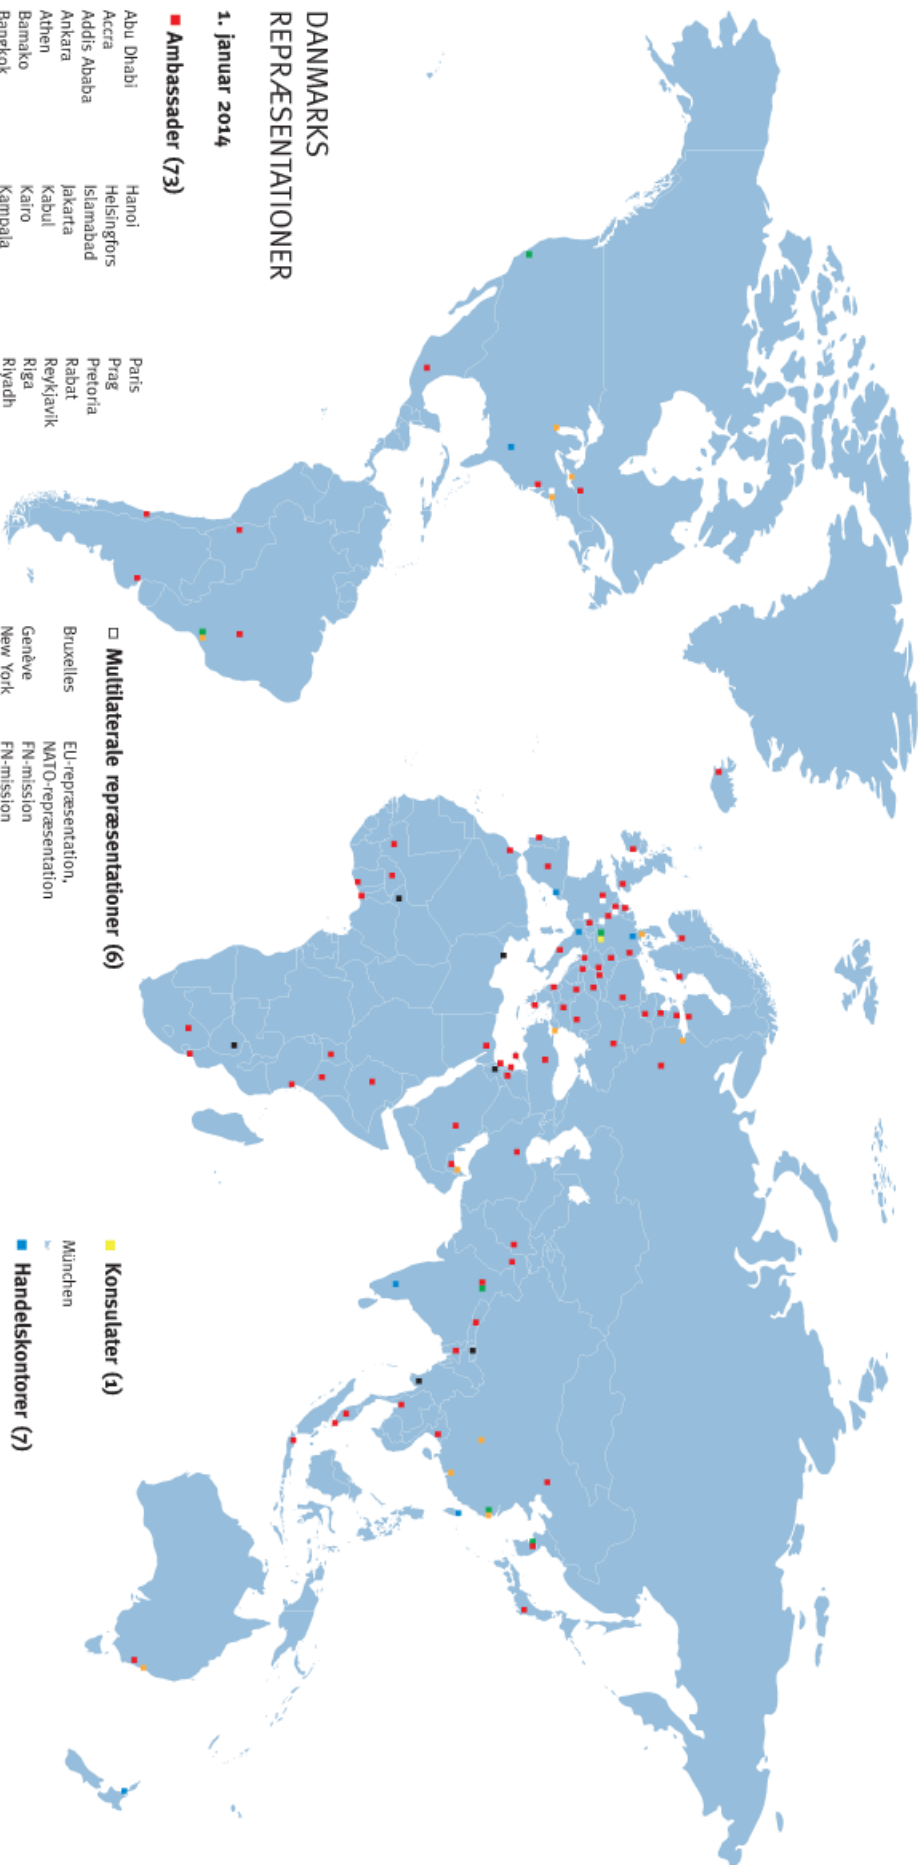 DANMARKS
REPRÆSENTATIONER
1. januar 2014
Ambassader (73)
Abu Dhabi
Accra
Addis Ababa
Ankara
Athen
Bamako
Bangkok
Hanoi
Helsingfors
Islamabad
Jakarta
Kabul
Kairo
Kampala
Paris
Prag
Pretoria
Rabat
Reykjavik
Riga
Riyadh
Multilaterale repræsentationer (6)
Bruxelles EU-repræsentation,
NATO-repræsentation
Genève FN-mission
New York FN-mission
Konsulater (1)
München
Handelskontorer (7)